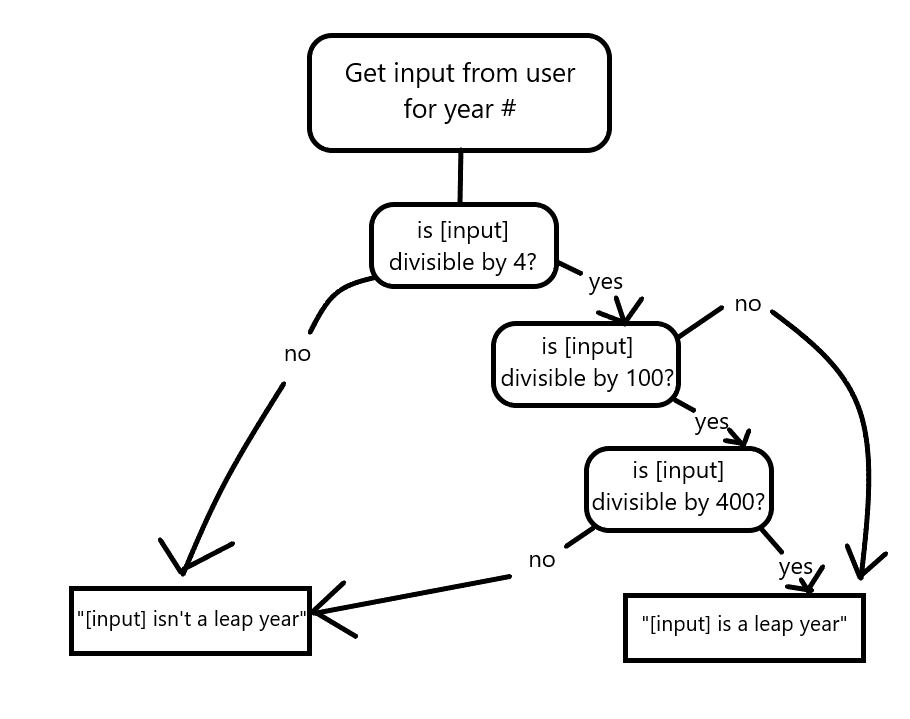 Get input from user
for year #
is [input]
divisible by 4?
yes
no
is [input]
divisible by 100?
no
yes
is [input]
divisible by 400?
no
yes
"[input] isn't a leap year"
"[input] is a leap year"